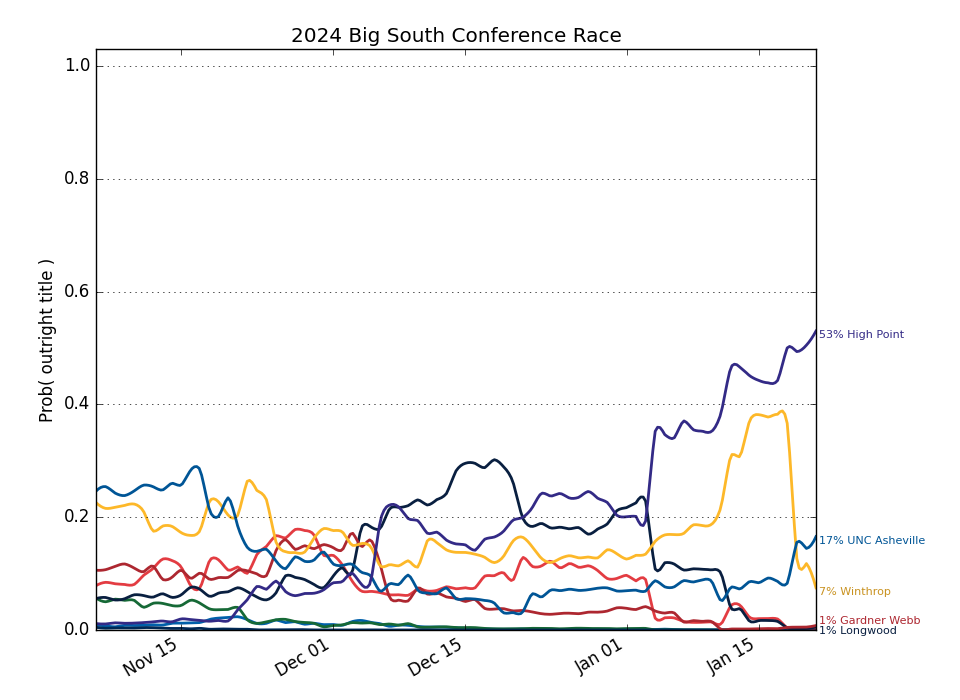 2024 Big South Conference Race
Prob( outright title )
1.0
0.8
0.6
0.4
0.2
0.0
Nov 15
Dec 01
Dec 15
Jan 01
Jan 15
53% High Point
17% UNC Asheville
7% Winthrop
1% Gardner Webb
1% Longwood